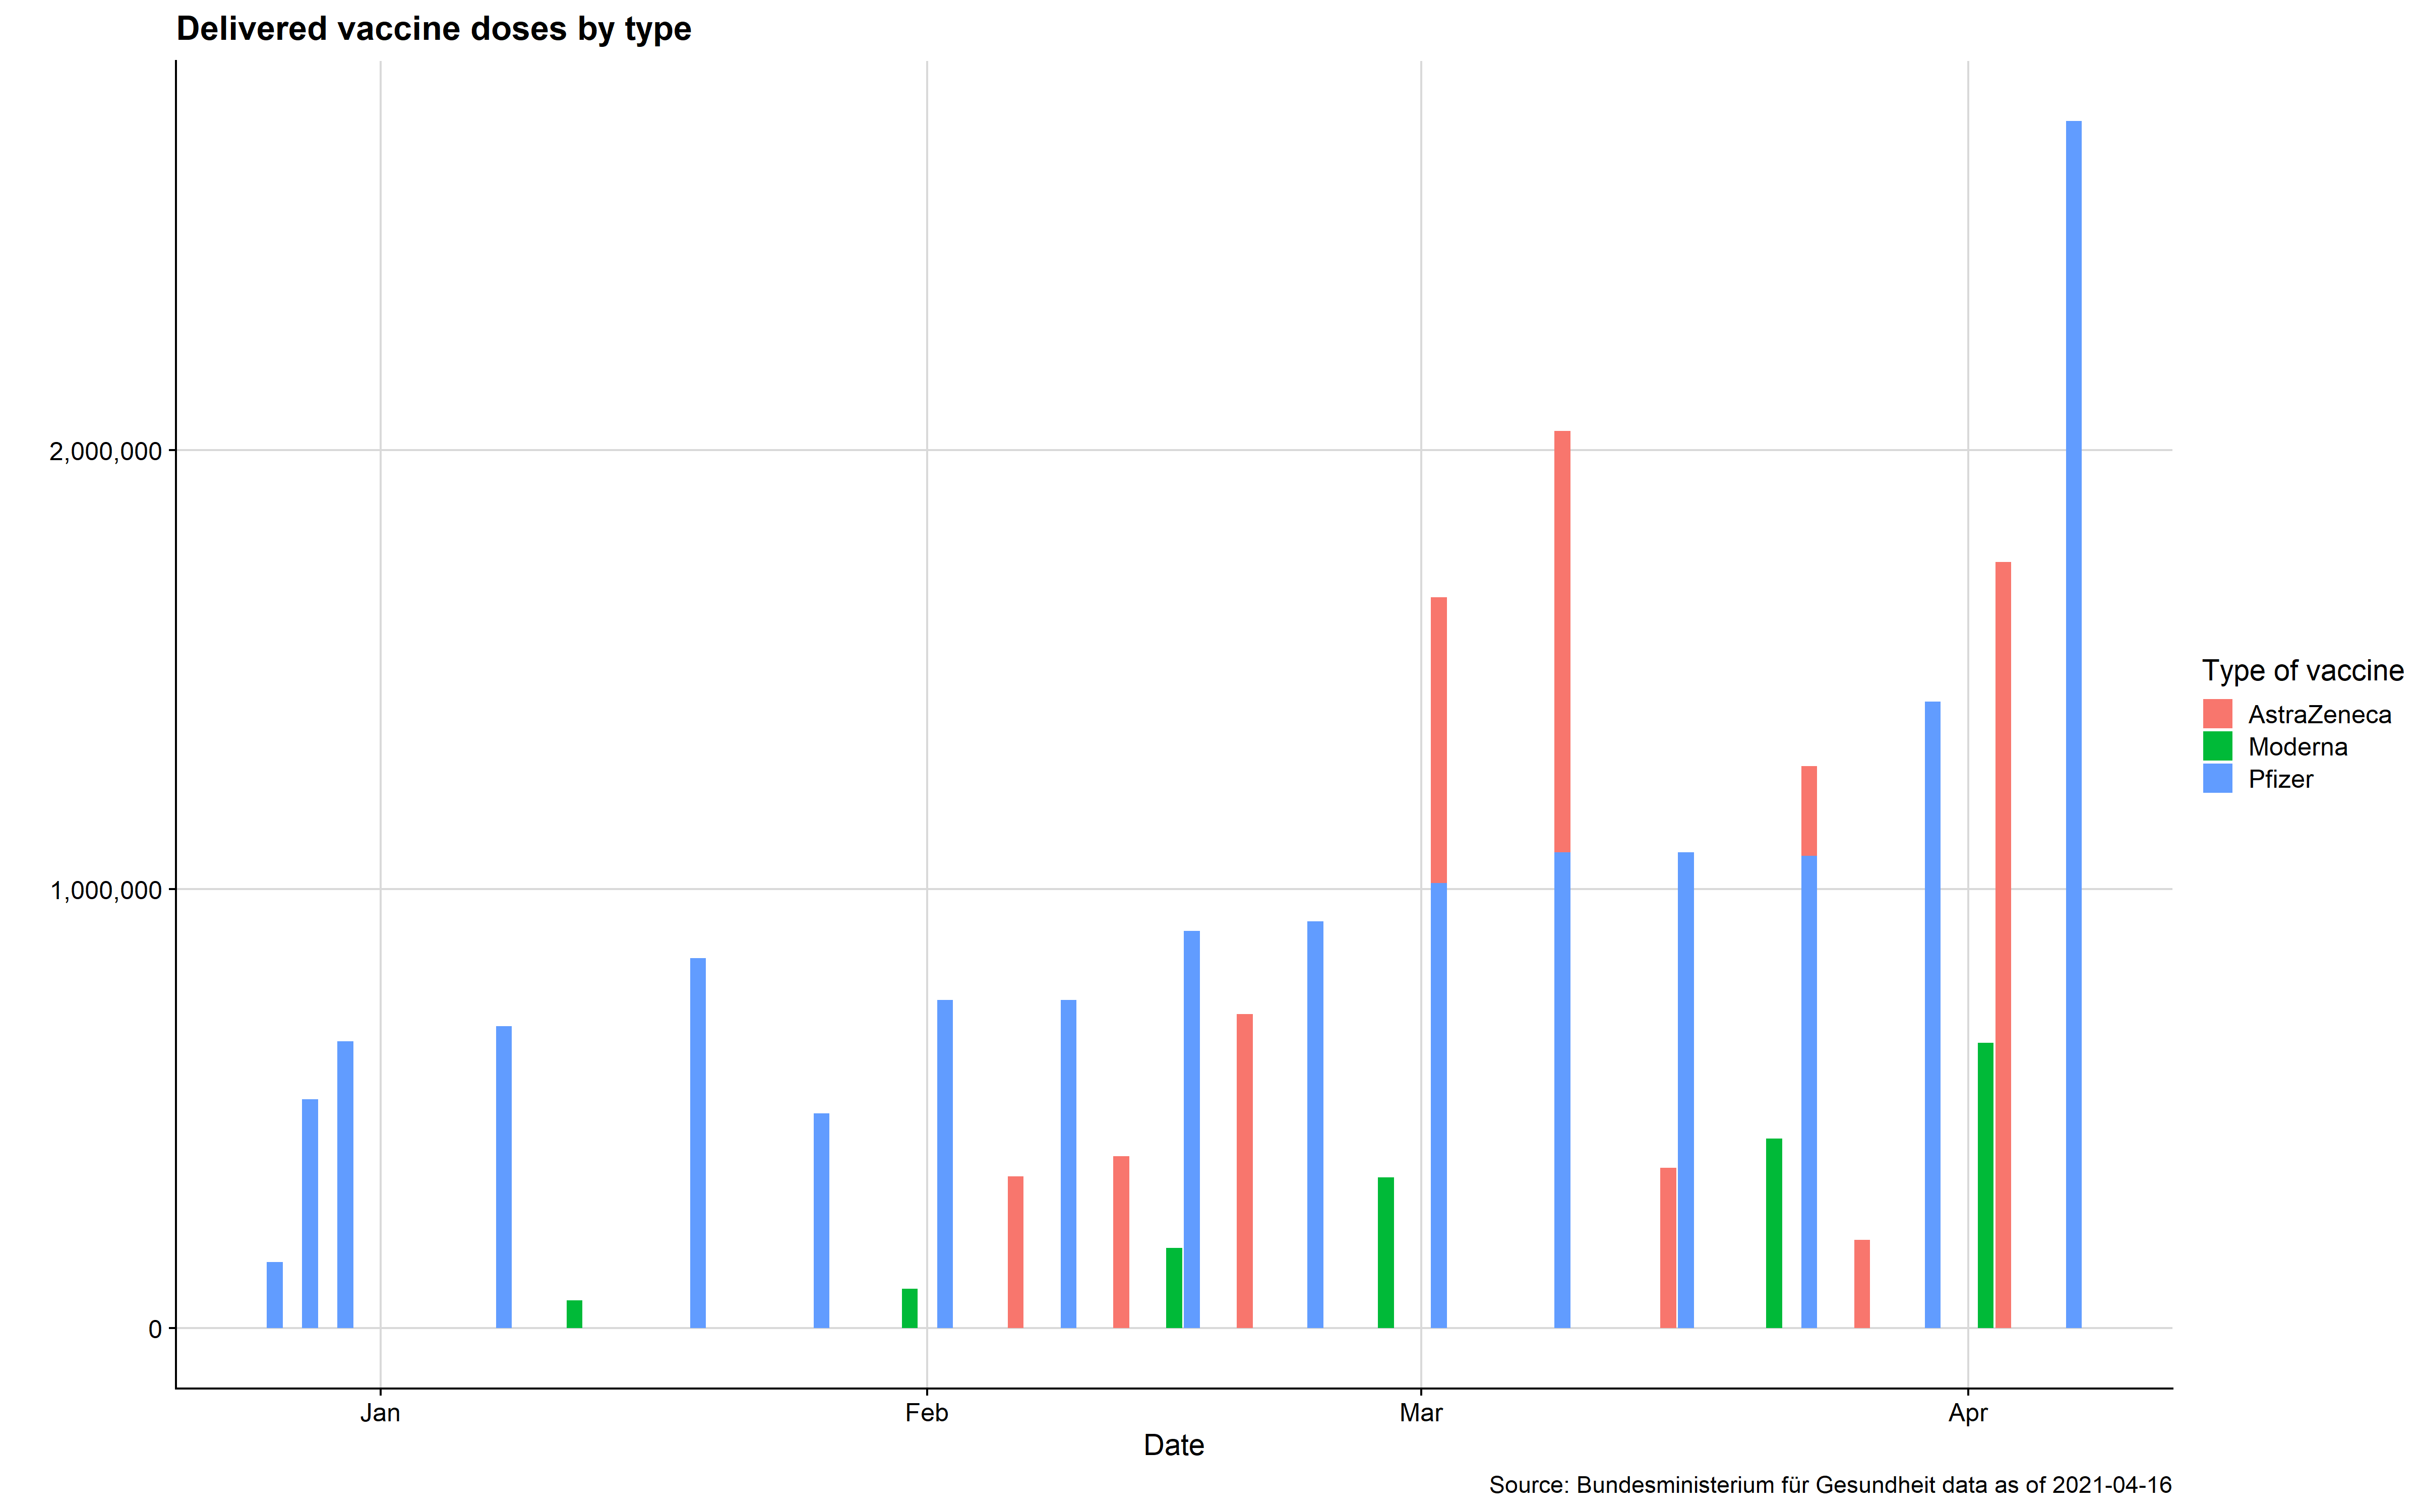 Delivered vaccine doses by type
2,000,000
1,000,000
0
Jan
Feb
Mar
Apr
Date
Type of vaccine
AstraZeneca
Moderna
Pfizer
Source: Bundesministerium für Gesundheit data as of 2021-04-16